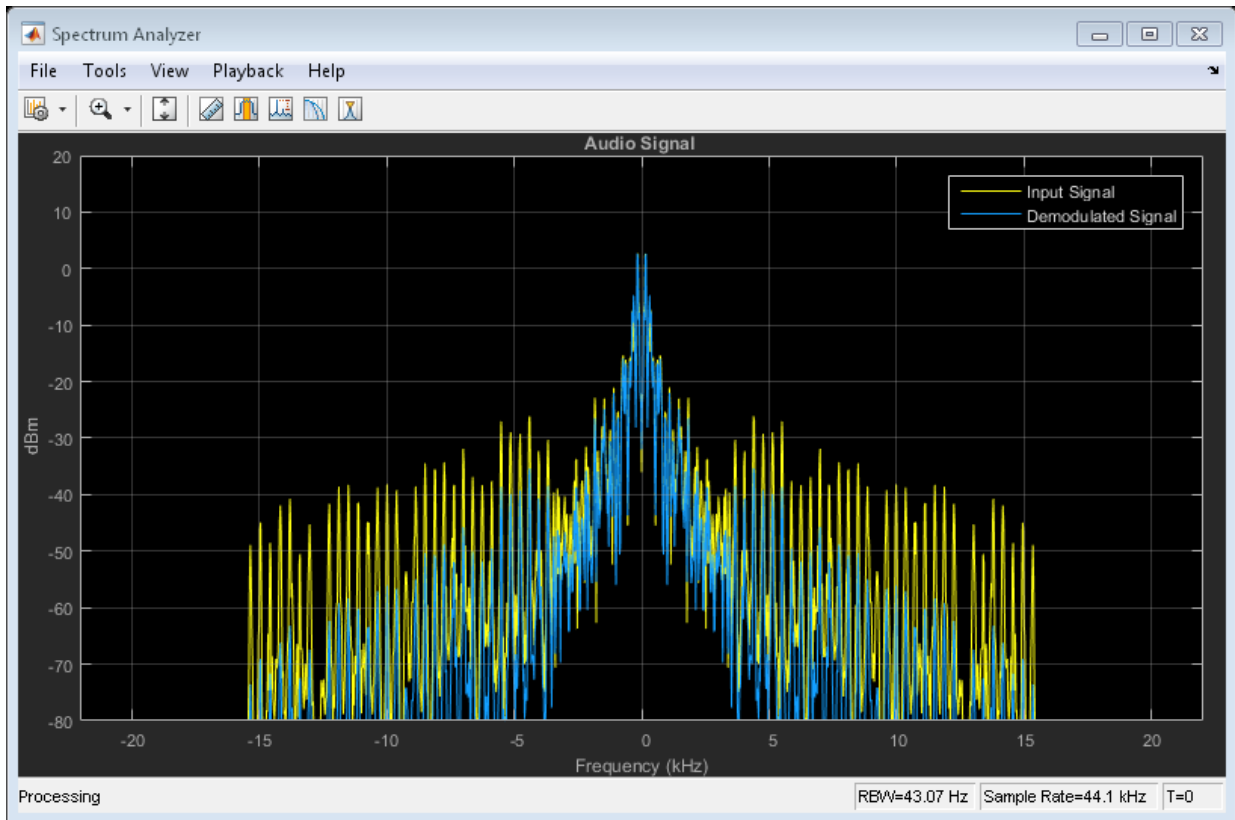 Spectrum Analyzer
File Tools View Playback Help
Audio Signal
20
10
0
-10
-20
-30
-40
-50
-60
-70
-80
dBm
Input Signal
Demodulated Signal
-20 -15 -10 -5 0 5 10 15 20
Frequency (kHz)
Processing RBW=43.07 Hz Sample Rate=44.1 kHz T=0